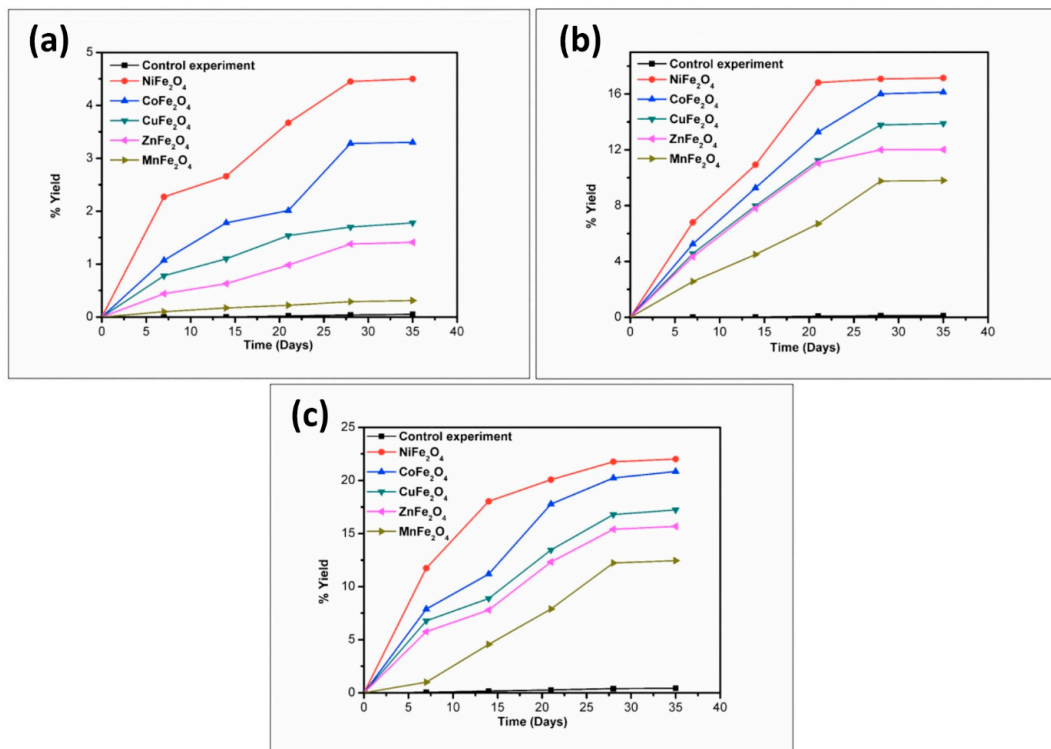 (a)
5
4
3
2
1
0
% Yield
Control experiment
NiFe₂O₄
CoFe₂O₄
CuFe₂O₄
ZnFe₂O₄
MnFe₂O₄
0 5 10 15 20 25 30 35 40
Time (Days)
(b)
16
12
8
4
0
% Yield
Control experiment
NiFe₂O₄
CoFe₂O₄
CuFe₂O₄
ZnFe₂O₄
MnFe₂O₄
0 5 10 15 20 25 30 35 40
Time (Days)
(c)
25
20
15
10
5
0
% Yield
Control experiment
NiFe₂O₄
CoFe₂O₄
CuFe₂O₄
ZnFe₂O₄
MnFe₂O₄
0 5 10 15 20 25 30 35 40
Time (Days)